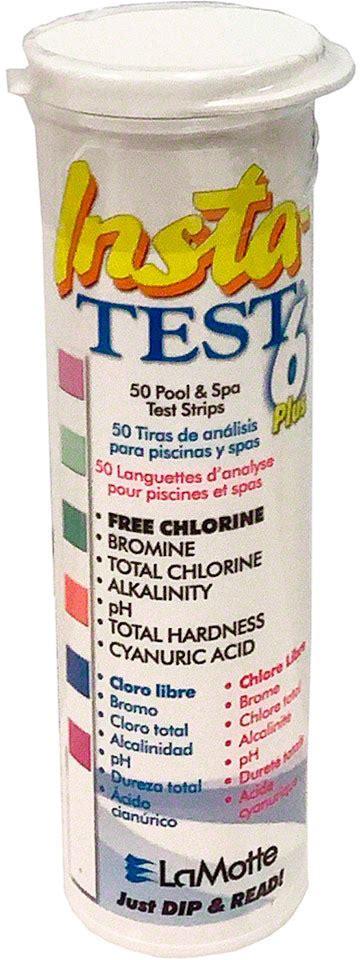 Insta-
TEST 6
Plus
50 Pool & Spa
Test Strips
50 Tiras de análisis
para piscinas y spas
50 Languettes d'analyse
pour piscines et spas
• FREE CHLORINE
• BROMINE
• TOTAL CHLORINE
• ALKALINITY
• pH
• TOTAL HARDNESS
• CYANURIC ACID
• Cloro libre
• Bromo
• Cloro total
• Alcalinidad
• pH
• Dureza total
• Ácido
cianúrico
• Chlore Libre
• Brome
• Chlore total
• Alcalinité
• pH
• Dureté totale
• Acide
cyanurique
LaMotte
Just DIP & READ!